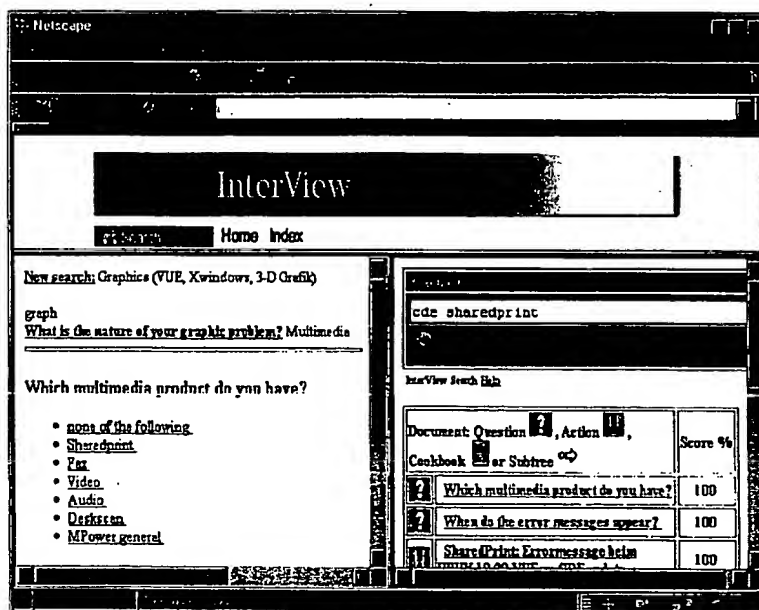 Netscape
InterView
Home Index
New search: Graphics (VUE, Xwindows, 3-D Grafik)
graph
What is the nature of your graphic problem? Multimedia
Which multimedia product do you have?
• none of the following
• Sharedprint
• Fax
• Video
• Audio
• Deskscan
• MPower general
cde sharedprint
InterView Search Help
Document: Question ?, Action !!,
Cookbook or Subtree ⇨
Score %
? Which multimedia product do you have? 100
? When do the error messages appear? 100
!! SharedPrint: Errormessage beim
100